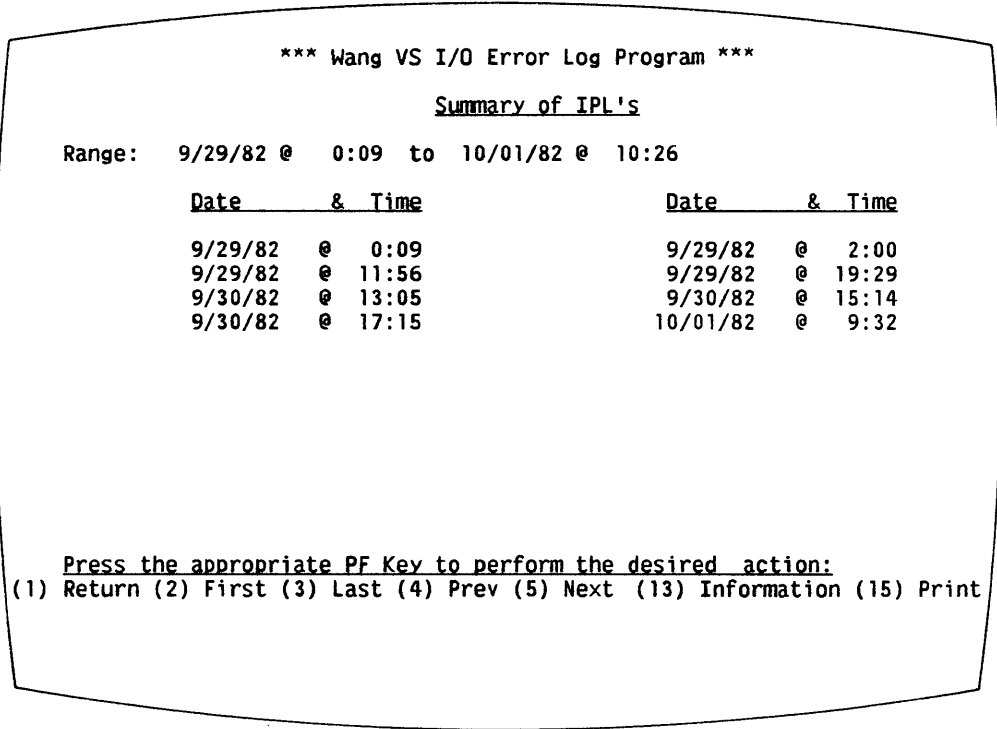 *** Wang VS I/O Error Log Program ***
Summary of IPL's
Range: 9/29/82 @ 0:09 to 10/01/82 @ 10:26
Date & Time Date & Time
9/29/82 @ 0:09 9/29/82 @ 2:00
9/29/82 @ 11:56 9/29/82 @ 19:29
9/30/82 @ 13:05 9/30/82 @ 15:14
9/30/82 @ 17:15 10/01/82 @ 9:32
Press the appropriate PF Key to perform the desired action:
(1) Return (2) First (3) Last (4) Prev (5) Next (13) Information (15) Print